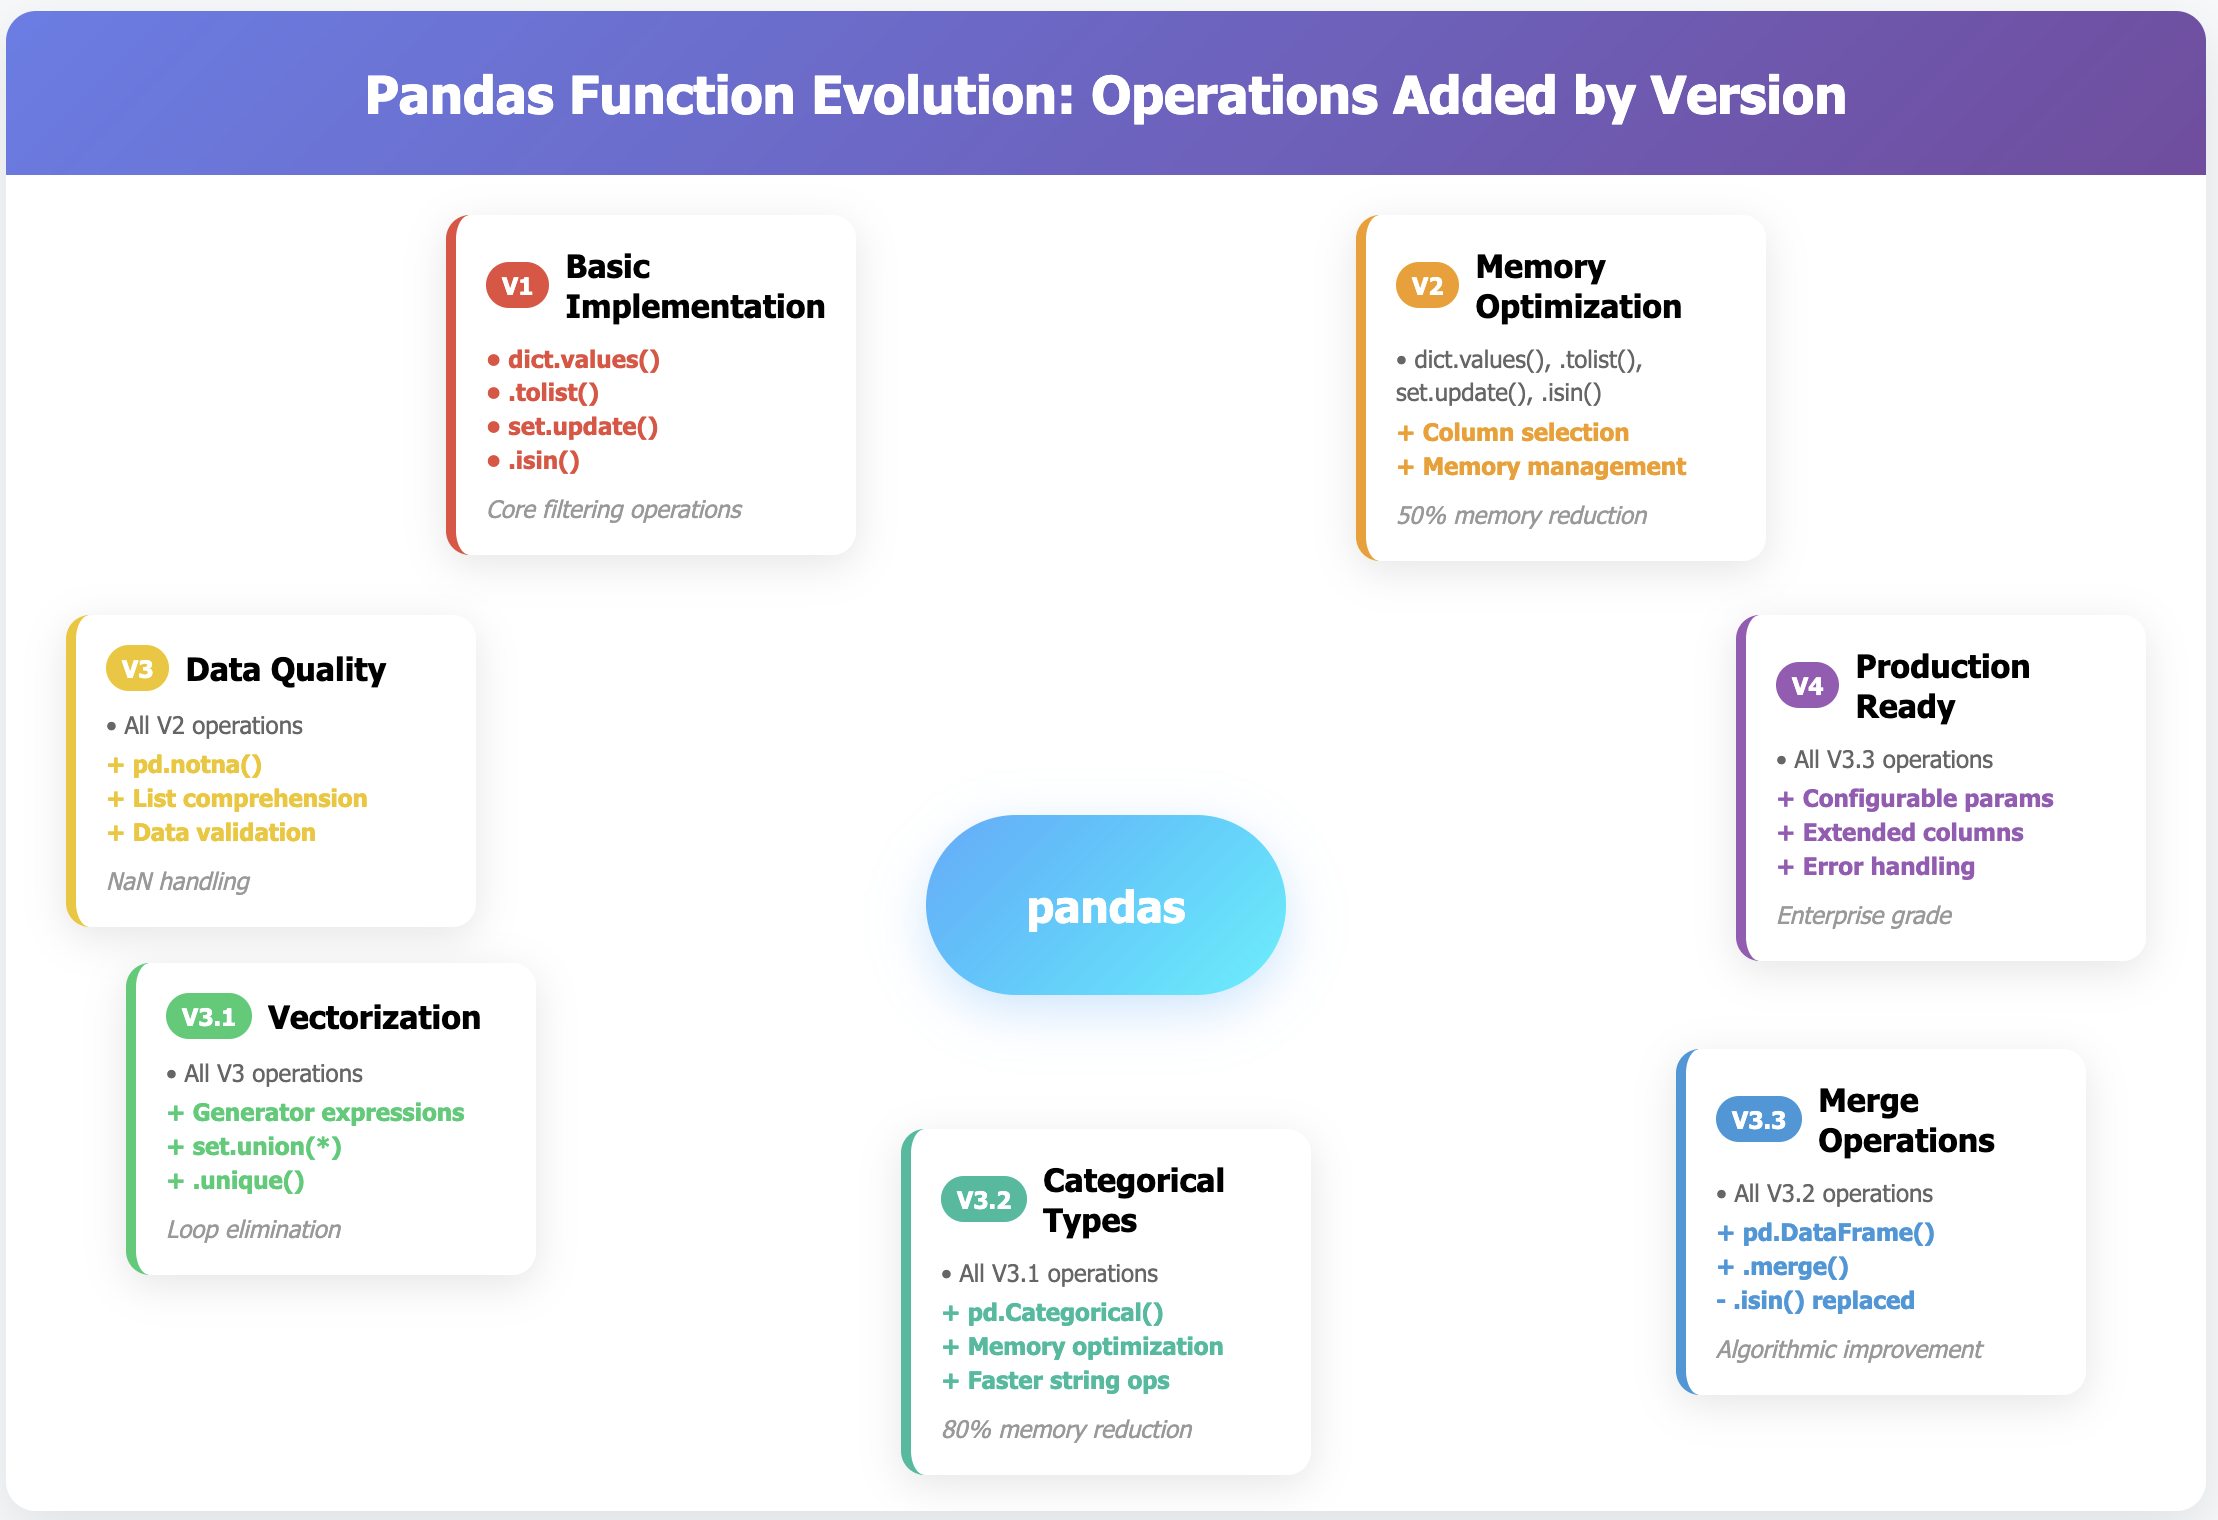 Pandas Function Evolution: Operations Added by Version
V1
Basic
Implementation
• dict.values()
• .tolist()
• set.update()
• .isin()
Core filtering operations
V2
Memory
Optimization
• dict.values(), .tolist(),
set.update(), .isin()
+ Column selection
+ Memory management
50% memory reduction
V3
Data Quality
• All V2 operations
+ pd.notna()
+ List comprehension
+ Data validation
NaN handling
V4
Production
Ready
• All V3.3 operations
+ Configurable params
+ Extended columns
+ Error handling
Enterprise grade
pandas
V3.1
Vectorization
• All V3 operations
+ Generator expressions
+ set.union(*)
+ .unique()
Loop elimination
V3.2
Categorical
Types
• All V3.1 operations
+ pd.Categorical()
+ Memory optimization
+ Faster string ops
80% memory reduction
V3.3
Merge
Operations
• All V3.2 operations
+ pd.DataFrame()
+ .merge()
- .isin() replaced
Algorithmic improvement